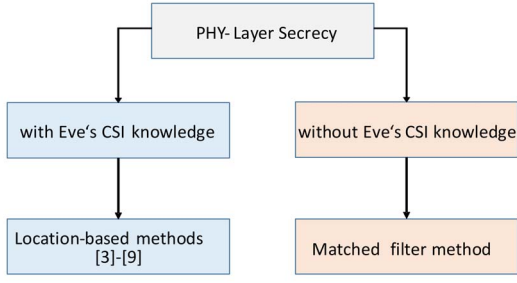 PHY-Layer Secrecy
with Eve‘s CSI knowledge
without Eve‘s CSI knowledge
Location-based methods
[3]-[9]
Matched filter method